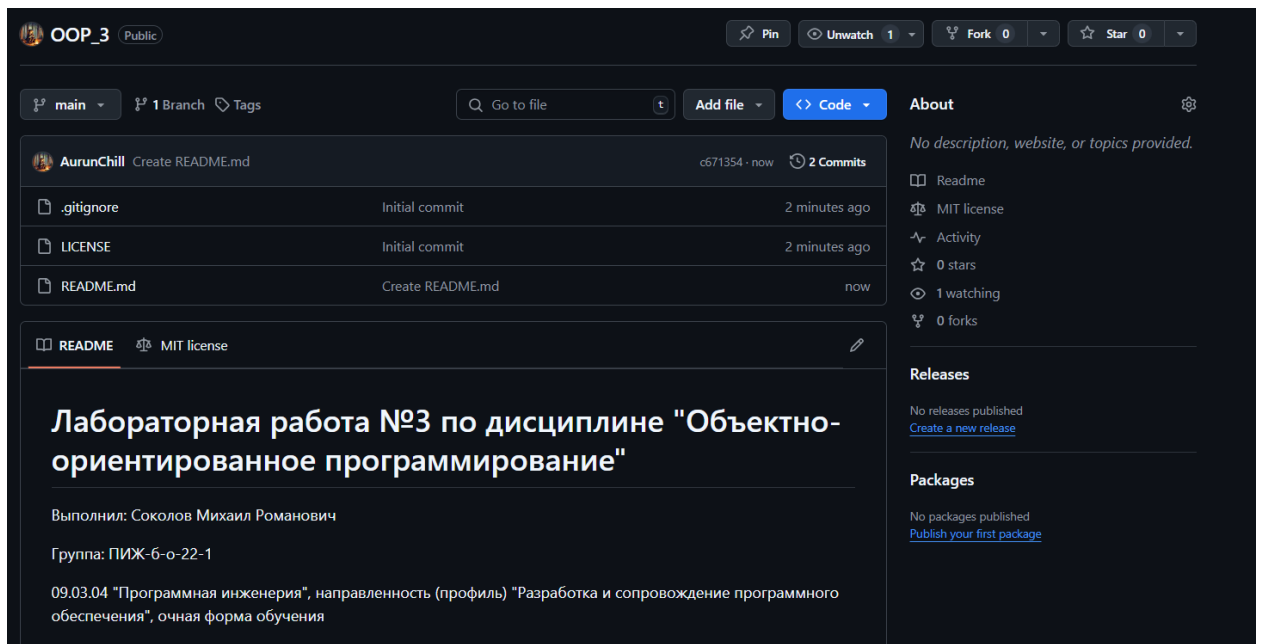 OOP_3 Public Pin Unwatch 1 Fork 0 Star 0
main 1 Branch Tags Go to file t Add file Code
AurunChill Create README.md c671354 · now 2 Commits
.gitignore Initial commit 2 minutes ago
LICENSE Initial commit 2 minutes ago
README.md Create README.md now
README MIT license
Лабораторная работа №3 по дисциплине "Объектно-
ориентированное программирование"
Выполнил: Соколов Михаил Романович
Группа: ПИЖ-б-о-22-1
09.03.04 "Программная инженерия", направленность (профиль) "Разработка и сопровождение программного
обеспечения", очная форма обучения
About
No description, website, or topics provided.
Readme
MIT license
Activity
0 stars
1 watching
0 forks
Releases
No releases published
Create a new release
Packages
No packages published
Publish your first package